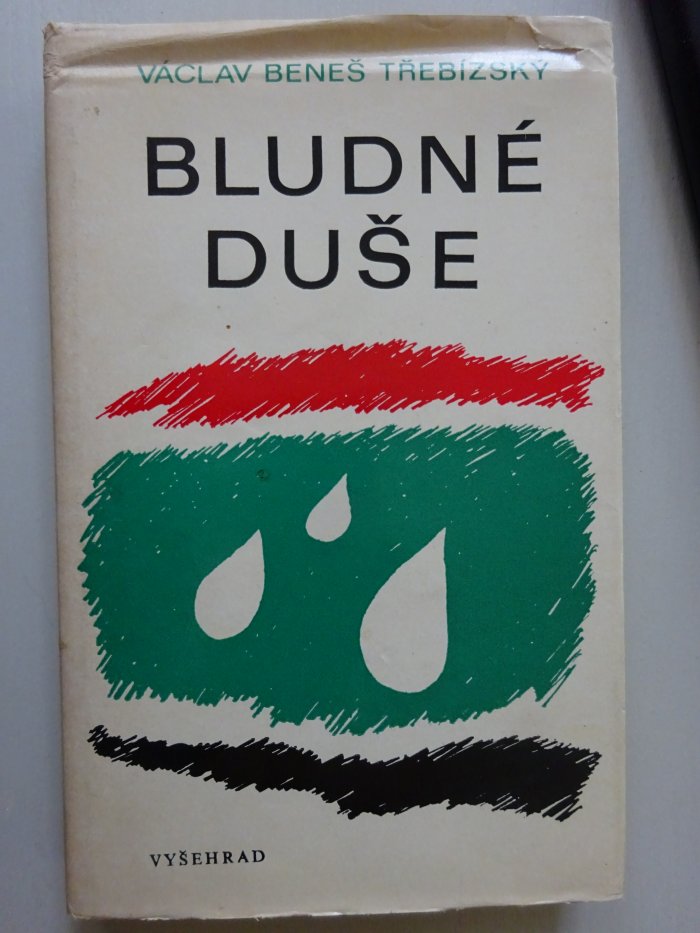 VÁCLAV BENEŠ TŘEBÍZSKÝ
BLUDNÉ
DUŠE
VYŠEHRAD